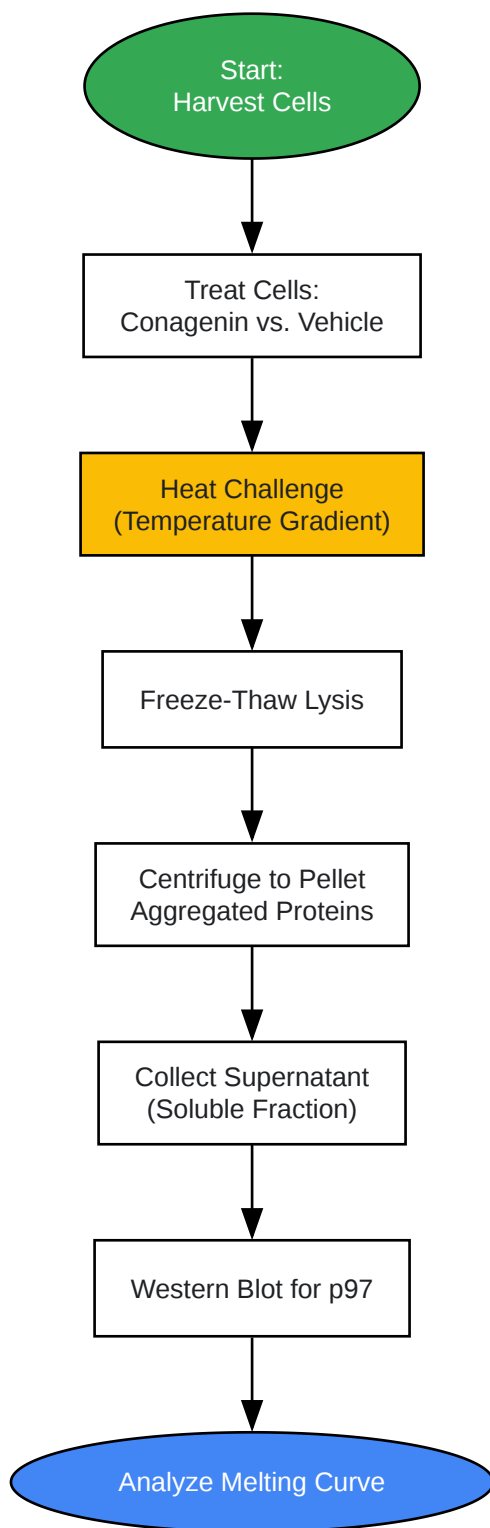 Start:
Harvest Cells
Treat Cells:
Conagenin vs. Vehicle
Heat Challenge
(Temperature Gradient)
Freeze-Thaw Lysis
Centrifuge to Pellet
Aggregated Proteins
Collect Supernatant
(Soluble Fraction)
Western Blot for p97
Analyze Melting Curve